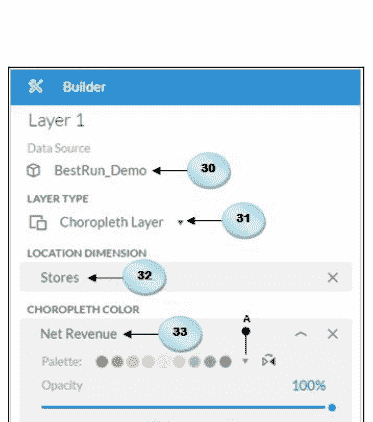 Builder
Layer 1
Data Source
BestRun_Demo 30
LAYER TYPE
Choropleth Layer 31
LOCATION DIMENSION
Stores 32
CHOROPLETH COLOR
A
Net Revenue 33
Palette:
Opacity 100%